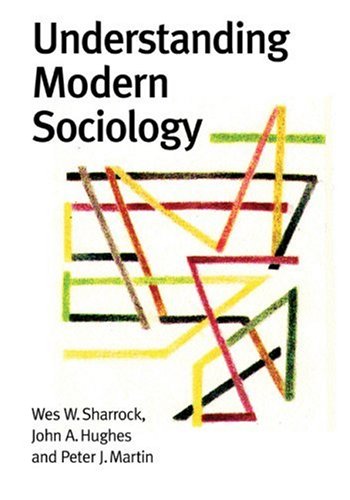 Understanding
Modern
Sociology
Wes W. Sharrock,
John A. Hughes
and Peter J. Martin